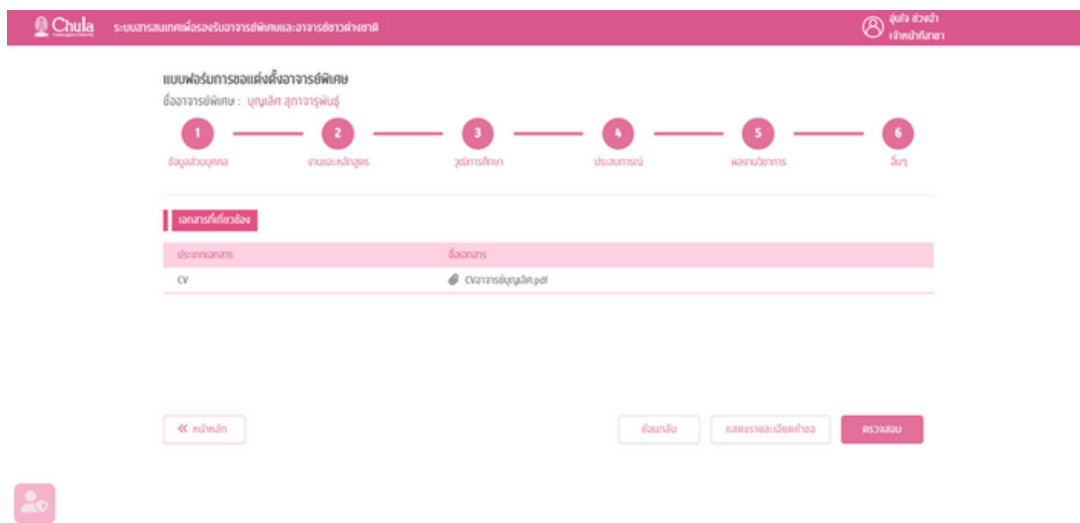 Chula
ระบบสารสนเทศเพื่อรองรับอาจารย์พิเศษและอาจารย์ชาวต่างชาติ
อุ่นใจ ช่วงฉ่ำ
เจ้าหน้าที่สาขา
แบบฟอร์มการขอแต่งตั้งอาจารย์พิเศษ
ชื่ออาจารย์พิเศษ : บุญเลิศ สุภาจารุพันธุ์
1 2 3 4 5 6
ข้อมูลส่วนบุคคล งานและหลักสูตร วุฒิการศึกษา ประสบการณ์ ผลงานวิชาการ อื่นๆ
เอกสารที่เกี่ยวข้อง
ประเภทเอกสาร ชื่อเอกสาร
CV CVอาจารย์บุญเลิศ.pdf
หน้าหลัก ย้อนกลับ แสดงรายละเอียดคำขอ ตรวจสอบ